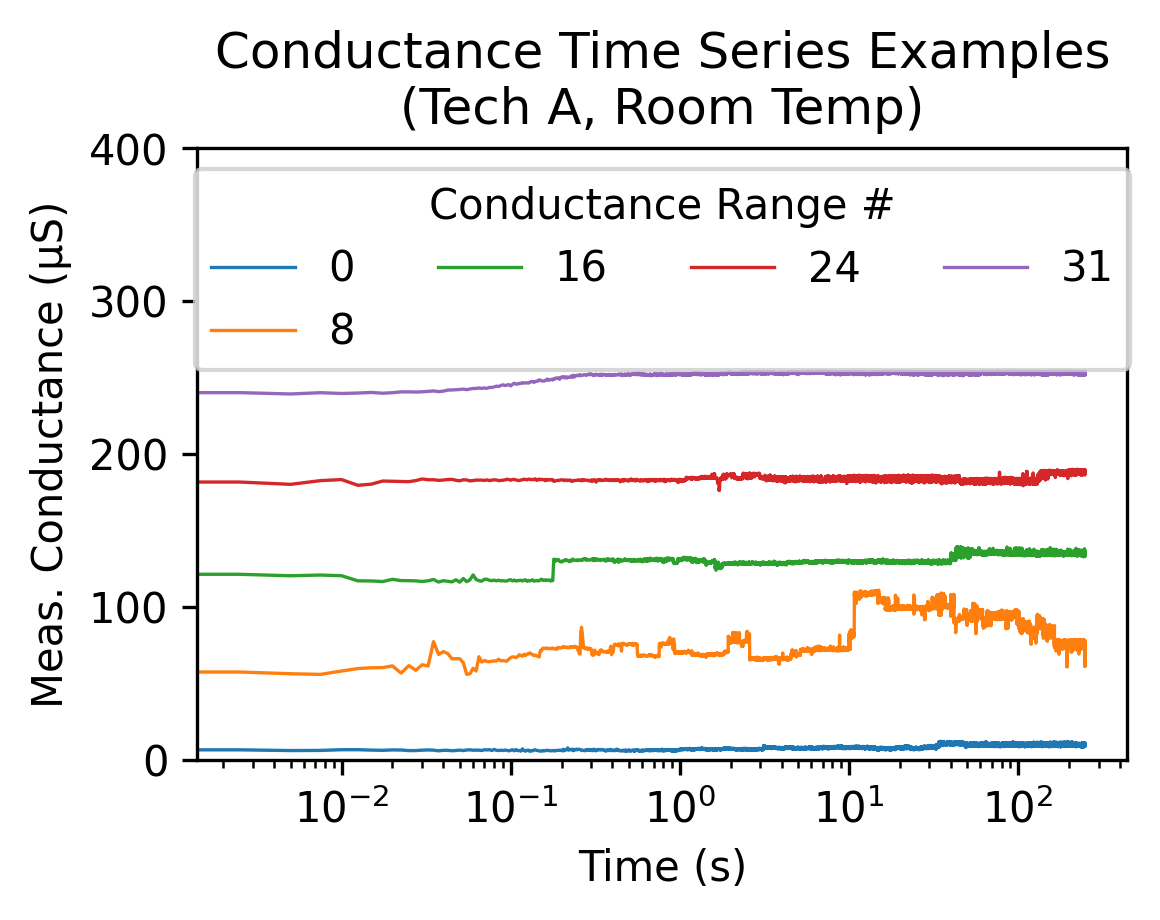 Conductance Time Series Examples
(Tech A, Room Temp)
Meas. Conductance (µS)
400
300
200
100
0
Conductance Range #
0 16 24 31
8
10⁻² 10⁻¹ 10⁰ 10¹ 10²
Time (s)